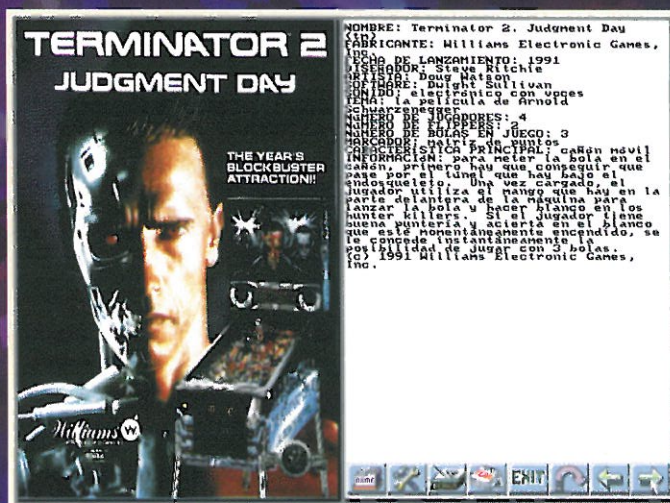 TERMINATOR 2
JUDGMENT DAY
THE YEAR'S
BLOCKBUSTER
ATTRACTION!!
Williams
NOMBRE: Terminator 2. Judgment Day
(tm)
FABRICANTE: Williams Electronic Games,
Inc.
FECHA DE LANZAMIENTO: 1991
DISEÑADOR: Steve Ritchie
ARTISTA: Doug Watson
SOFTWARE: Dwight Sullivan
SONIDO: electrónico con voces
TEMA: la película de Arnold
Schwarzenegger
NúMERO DE JUGADORES: 4
NúMERO DE FLIPPERS: 2
NúMERO DE BOLAS EN JUEGO: 3
MARCADOR: matriz de puntos
CARACTERíSTICA PRINCIPAL: cañón móvil
INFORMACIóN: para meter la bola en el
cañón, primero hay que conseguir que
pase por el túnel que hay bajo el
endosqueleto. Una vez cargado, el
jugador utiliza el mango que hay en la
parte delantera de la máquina para
lanzar la bola y hacer blanco en los
hunter killers. Si el jugador tiene
buena puntería y acierta en el blanco
que esté momentáneamente encendido, se
le concede instantáneamente la
posibilidad de jugar con 3 bolas.
(c) 1991 Williams Electronic Games,
Inc.
EXIT